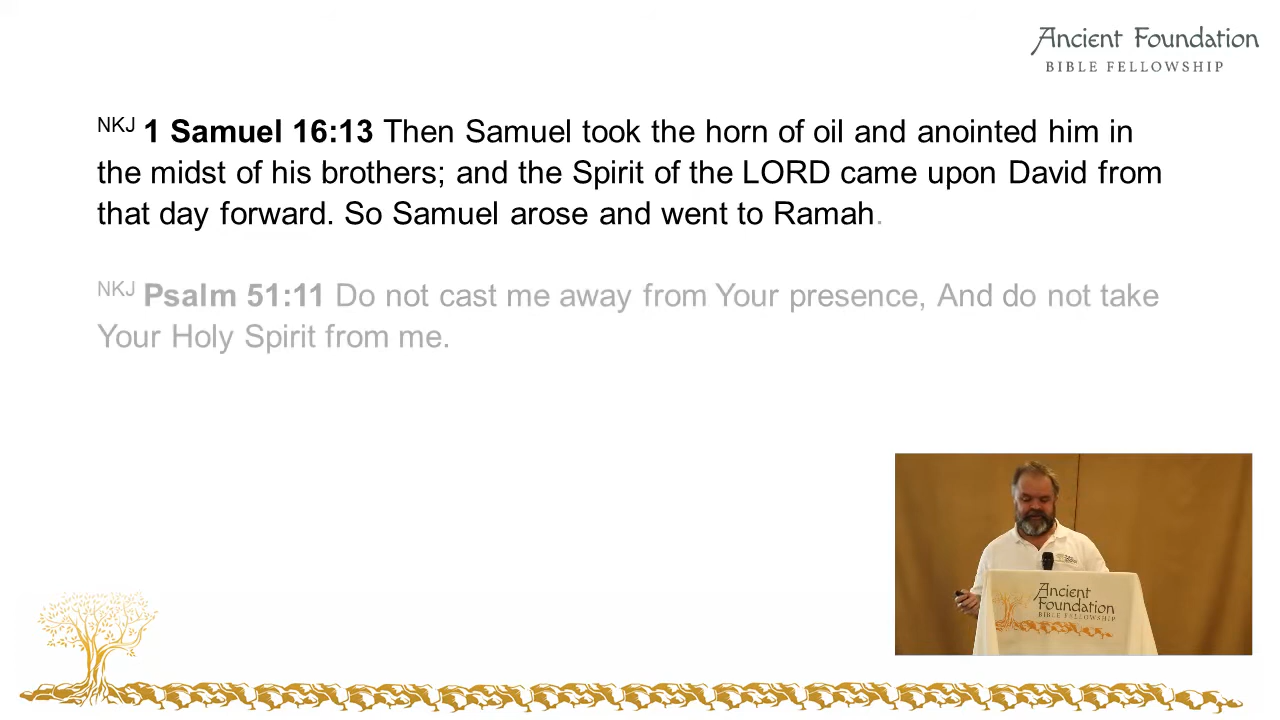 Ancient Foundation
BIBLE FELLOWSHIP
NKJ 1 Samuel 16:13 Then Samuel took the horn of oil and anointed him in
the midst of his brothers; and the Spirit of the LORD came upon David from
that day forward. So Samuel arose and went to Ramah.
NKJ Psalm 51:11 Do not cast me away from Your presence, And do not take
Your Holy Spirit from me.
Ancient
Foundation
BIBLE FELLOWSHIP